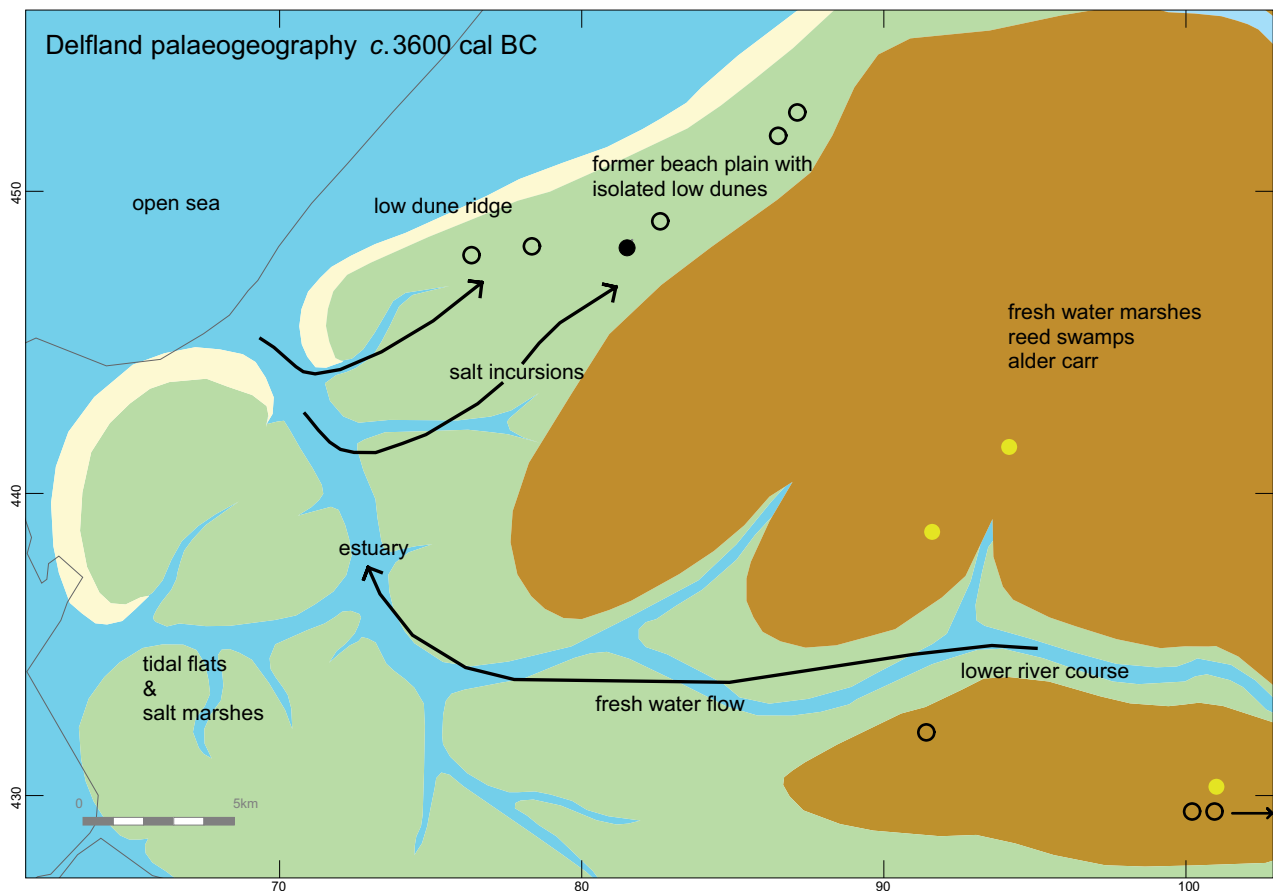 Delfland palaeogeography c. 3600 cal BC
former beach plain with
isolated low dunes
450
open sea
low dune ridge
fresh water marshes
reed swamps
alder carr
salt incursions
440
estuary
tidal flats
&
salt marshes
lower river course
fresh water flow
430
0 5km
70 80 90 100